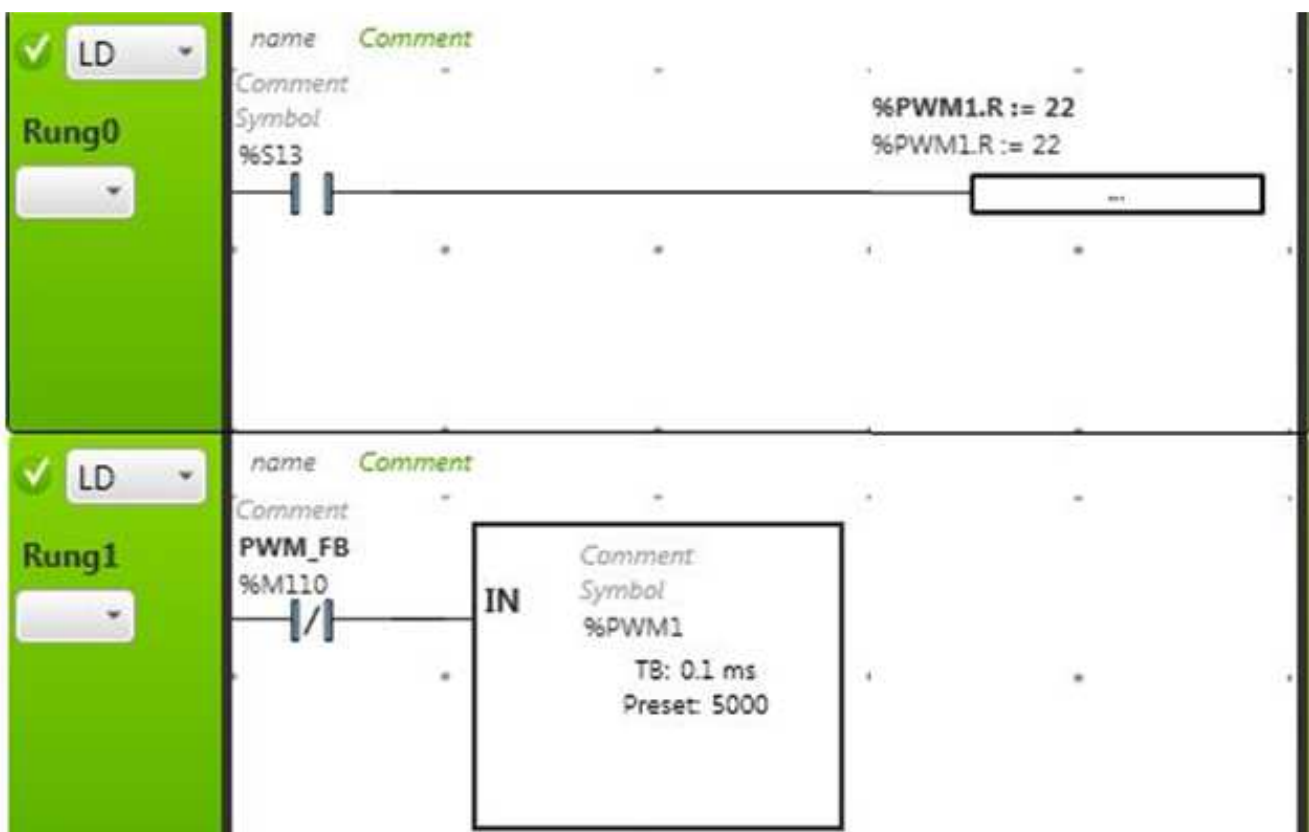 LD
name Comment
Comment
Symbol
Rung0
%S13
%PWM1.R := 22
%PWM1.R := 22
...
LD
name Comment
Comment
PWM_FB
Rung1
%M110
IN
Comment
Symbol
%PWM1
TB: 0.1 ms
Preset: 5000